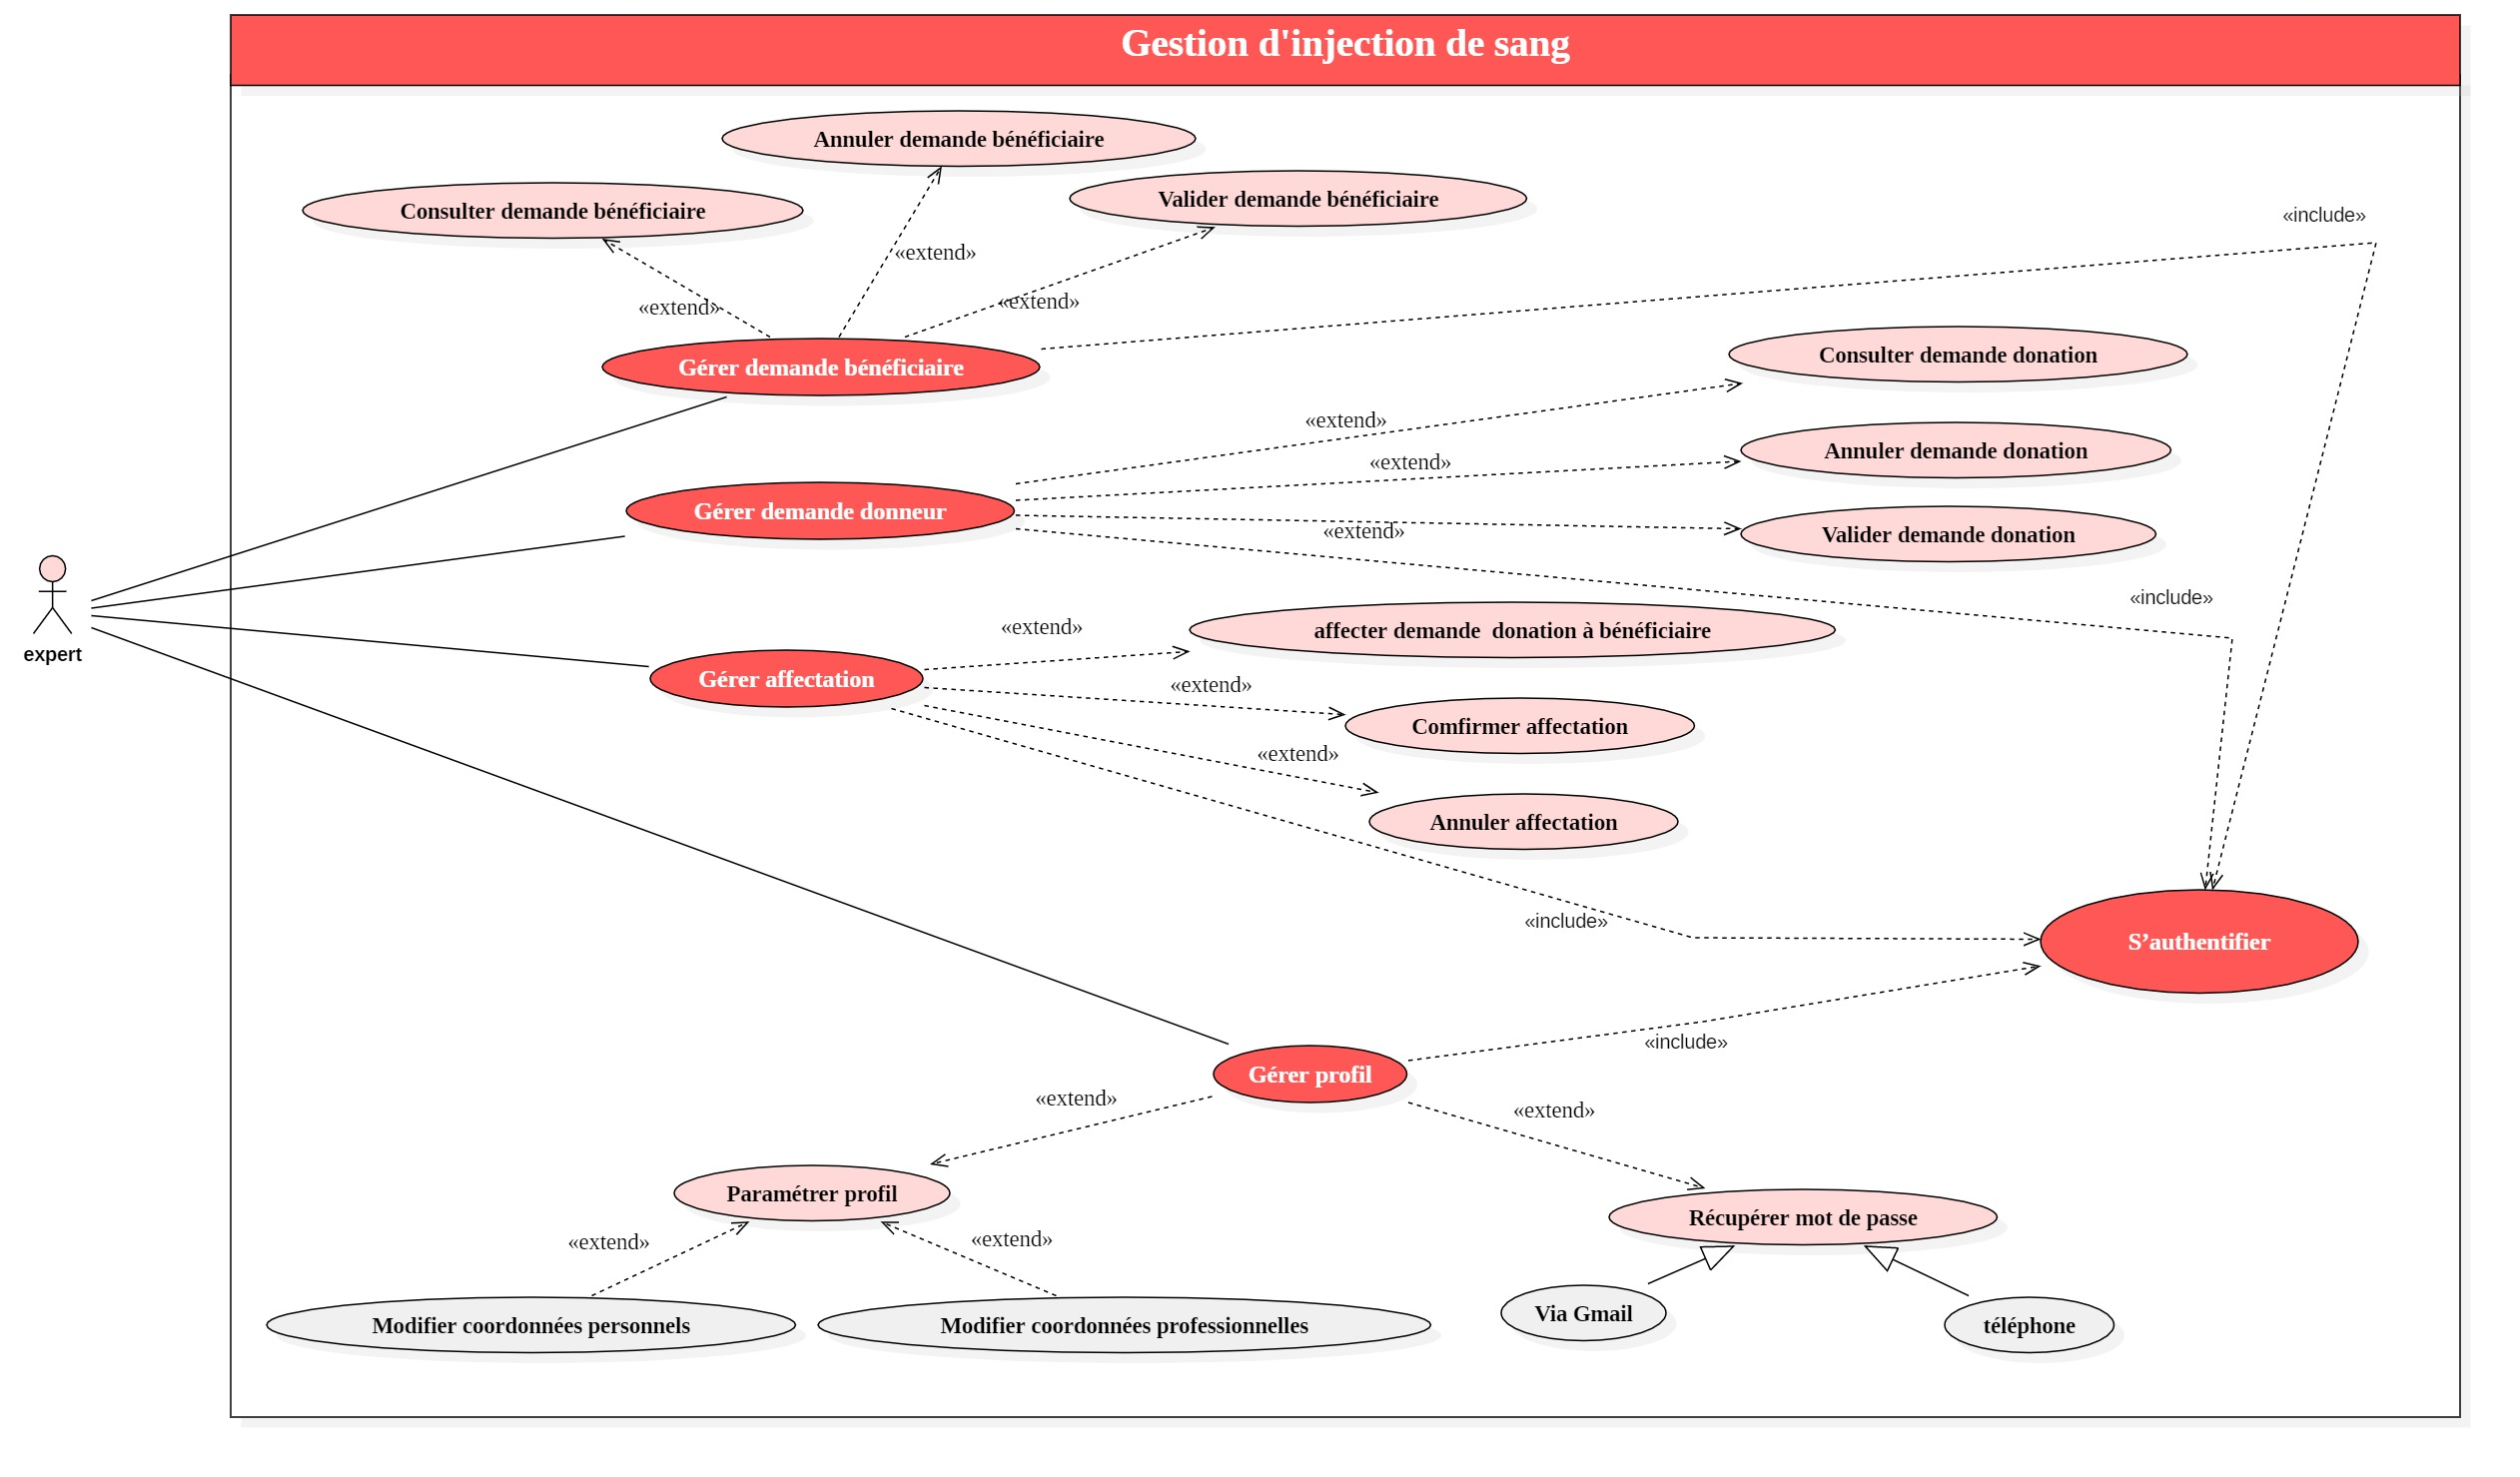 Gestion d'injection de sang
Annuler demande bénéficiaire
Consulter demande bénéficiaire
Valider demande bénéficiaire
«include»
«extend»
«extend»
«extend»
Gérer demande bénéficiaire
Consulter demande donation
«extend»
Annuler demande donation
«extend»
Gérer demande donneur
«extend»
Valider demande donation
«include»
expert
«extend»
affecter demande  donation à bénéficiaire
Gérer affectation
«extend»
Comfirmer affectation
«extend»
Annuler affectation
«include»
S’authentifier
«include»
Gérer profil
«extend»
«extend»
Paramétrer profil
Récupérer mot de passe
«extend»
«extend»
Modifier coordonnées personnels
Modifier coordonnées professionnelles
Via Gmail
téléphone